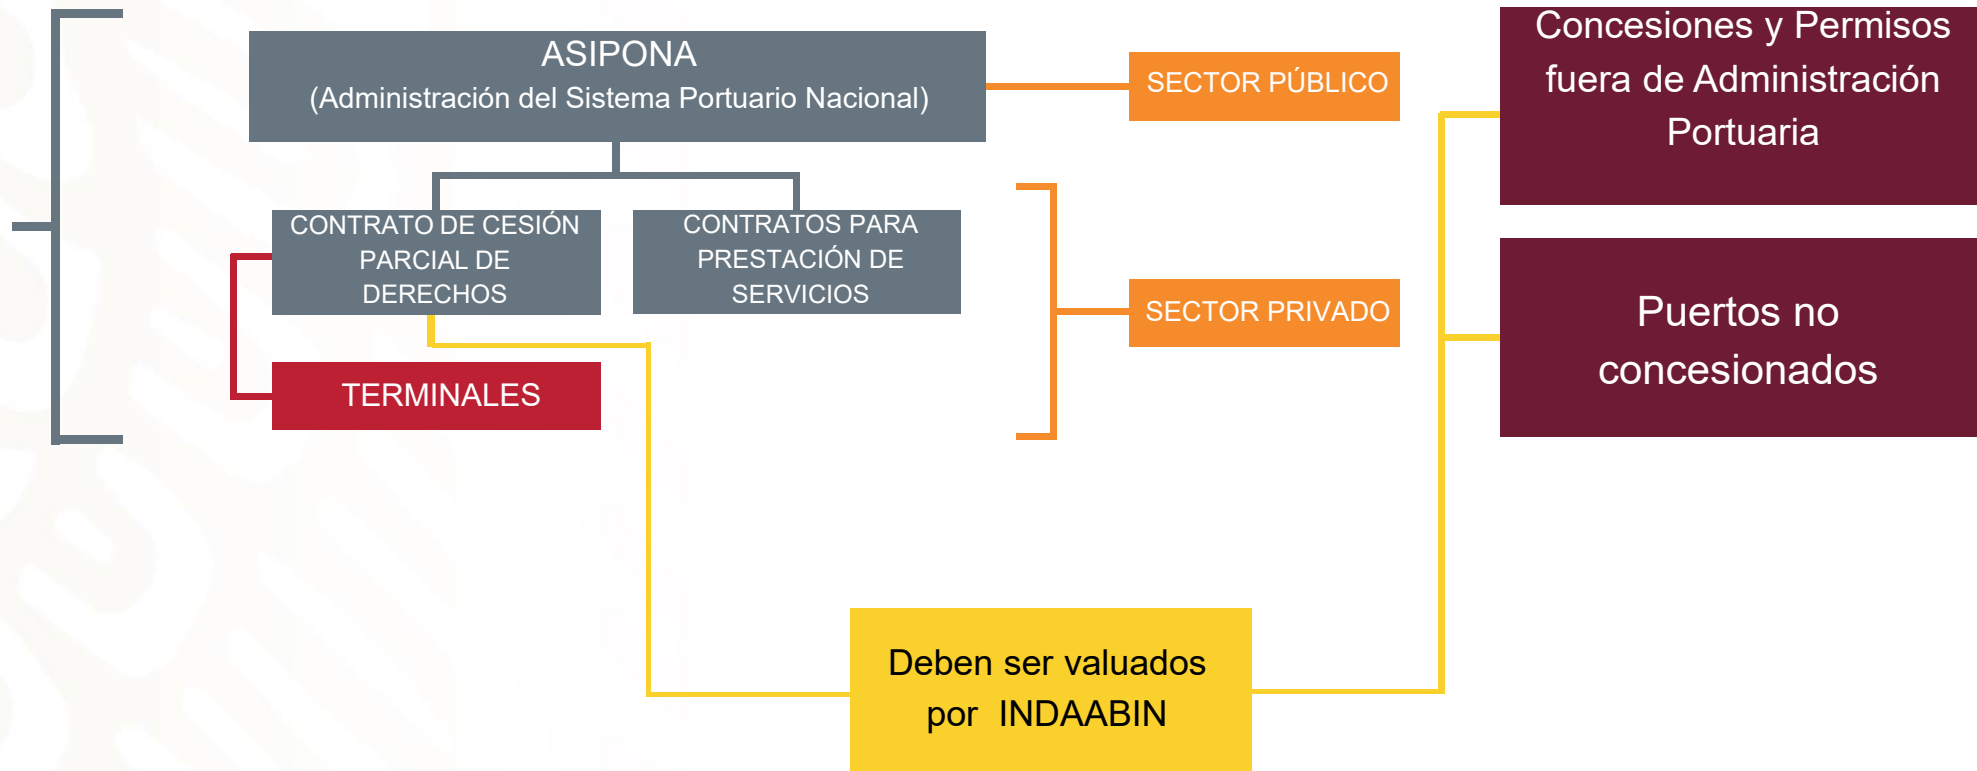 ASIPONA
(Administración del Sistema Portuario Nacional)
SECTOR PÚBLICO
CONTRATO DE CESIÓN
PARCIAL DE
DERECHOS
CONTRATOS PARA
PRESTACIÓN DE
SERVICIOS
TERMINALES
SECTOR PRIVADO
Concesiones y Permisos
fuera de Administración
Portuaria
Puertos no
concesionados
Deben ser valuados
por INDAABIN